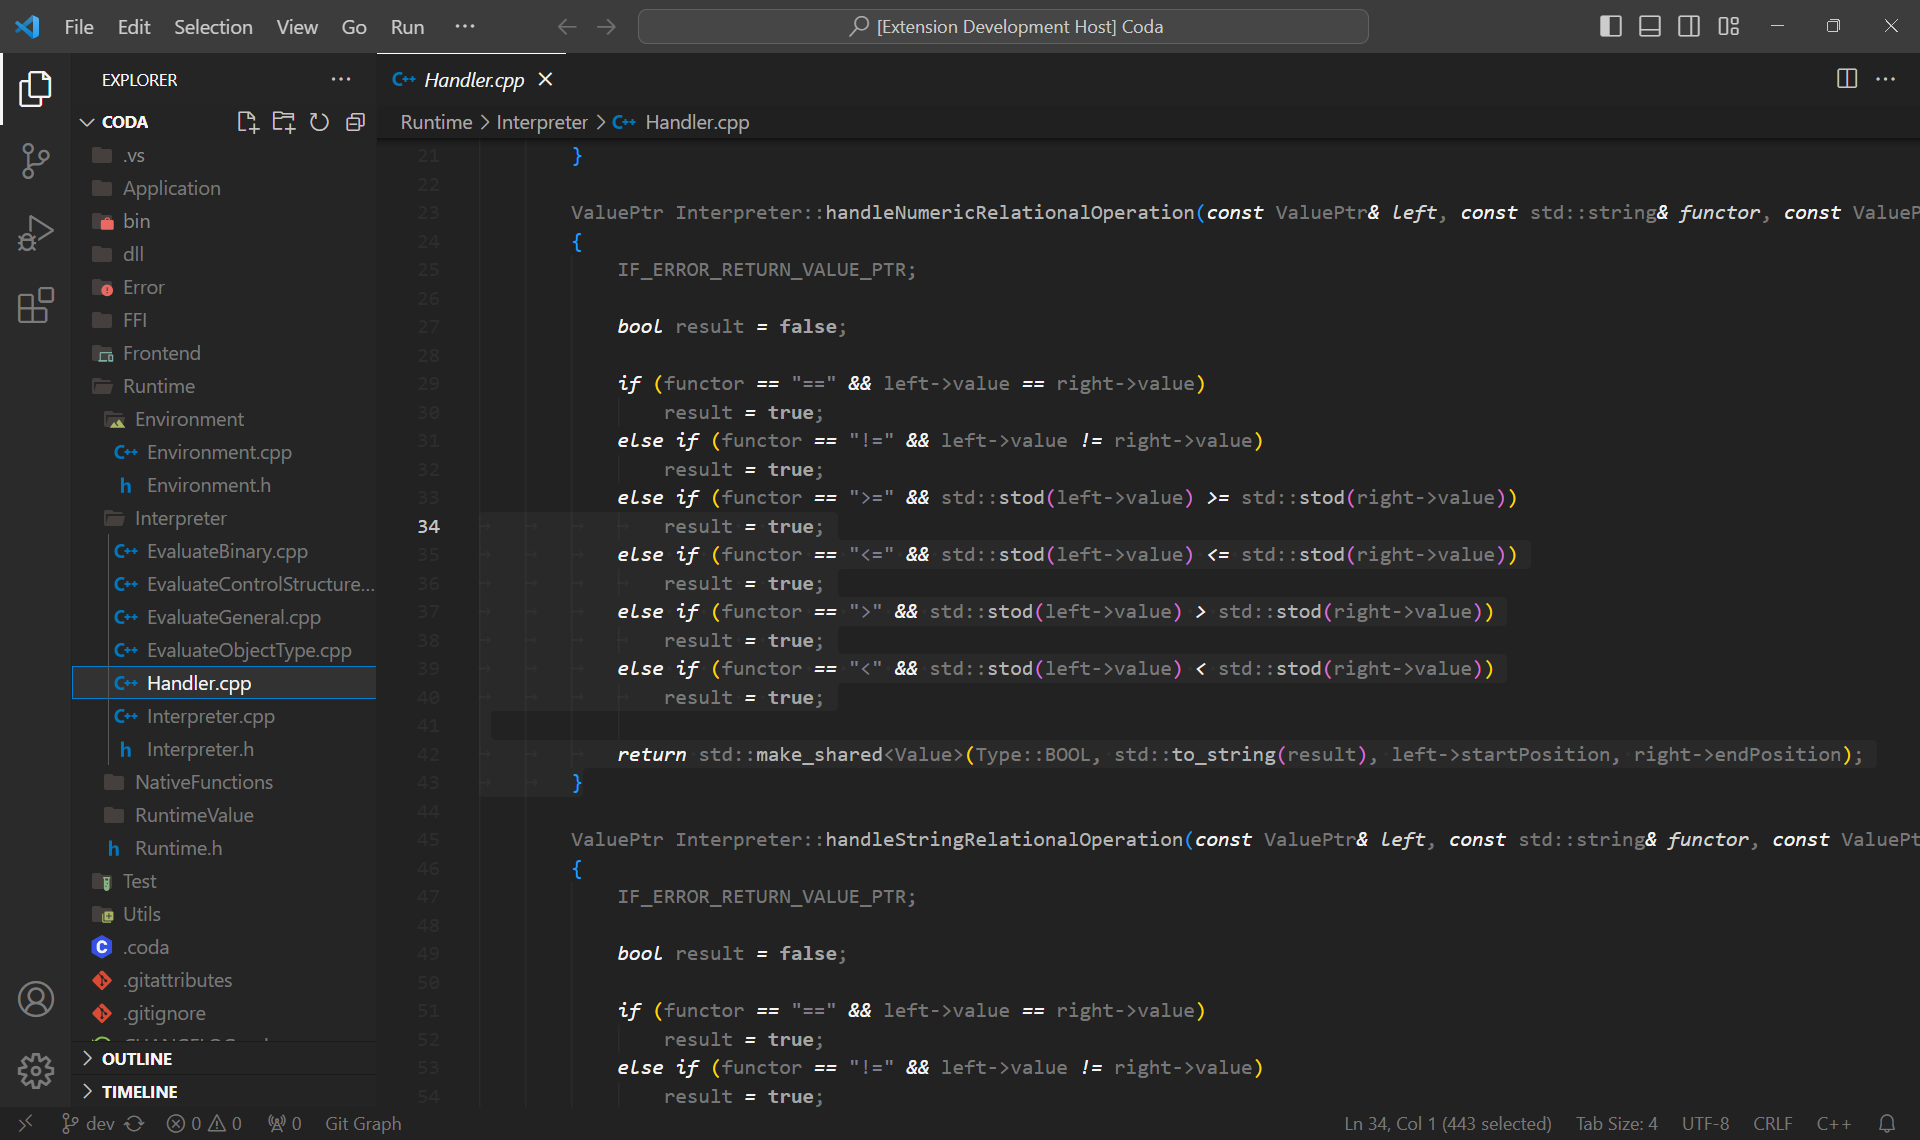 File Edit Selection View Go Run ··· [Extension Development Host] Coda
EXPLORER ···
CODA
.vs
Application
bin
dll
Error
FFI
Frontend
Runtime
Environment
Environment.cpp
h Environment.h
Interpreter
EvaluateBinary.cpp
EvaluateControlStructure...
EvaluateGeneral.cpp
EvaluateObjectType.cpp
Handler.cpp
Interpreter.cpp
h Interpreter.h
NativeFunctions
RuntimeValue
h Runtime.h
Test
Utils
C .coda
.gitattributes
.gitignore
OUTLINE
TIMELINE
C++ Handler.cpp
Runtime > Interpreter > C++ Handler.cpp
21 }
22
23 ValuePtr Interpreter::handleNumericRelationalOperation(const ValuePtr& left, const std::string& functor, const ValueP
24 {
25 IF_ERROR_RETURN_VALUE_PTR;
26
27 bool result = false;
28
29 if (functor == "==" && left->value == right->value)
30 result = true;
31 else if (functor == "!=" && left->value != right->value)
32 result = true;
33 else if (functor == ">=" && std::stod(left->value) >= std::stod(right->value))
34 result = true;
35 else if (functor == "<=" && std::stod(left->value) <= std::stod(right->value))
36 result = true;
37 else if (functor == ">" && std::stod(left->value) > std::stod(right->value))
38 result = true;
39 else if (functor == "<" && std::stod(left->value) < std::stod(right->value))
40 result = true;
41
42 return std::make_shared<Value>(Type::BOOL, std::to_string(result), left->startPosition, right->endPosition);
43 }
44
45 ValuePtr Interpreter::handleStringRelationalOperation(const ValuePtr& left, const std::string& functor, const ValuePt
46 {
47 IF_ERROR_RETURN_VALUE_PTR;
48
49 bool result = false;
50
51 if (functor == "==" && left->value == right->value)
52 result = true;
53 else if (functor == "!=" && left->value != right->value)
54 result = true;
dev 0 0 0 Git Graph Ln 34, Col 1 (443 selected) Tab Size: 4 UTF-8 CRLF C++